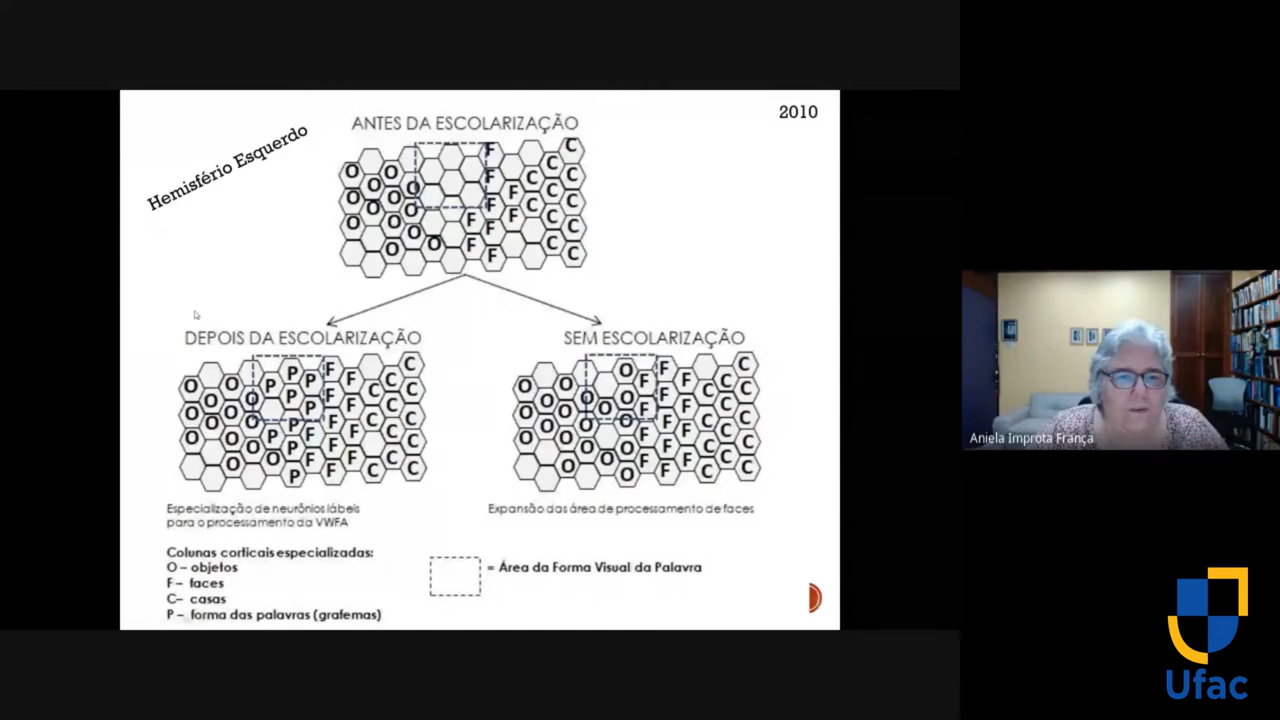 2010
Hemisfério Esquerdo
ANTES DA ESCOLARIZAÇÃO
F C
O O F C C C
O O F C
O O O F F C C C
O O O F F F C C C
O O O F F C C
O O F F C C
DEPOIS DA ESCOLARIZAÇÃO
SEM ESCOLARIZAÇÃO
Especialização de neurônios lábeis
para o processamento da VWFA
Expansão das área de processamento de faces
Colunas corticais especializadas:
O – objetos
F – faces
C– casas
P – forma das palavras (grafemas)
= Área da Forma Visual da Palavra
Aniela Improta França
Ufac